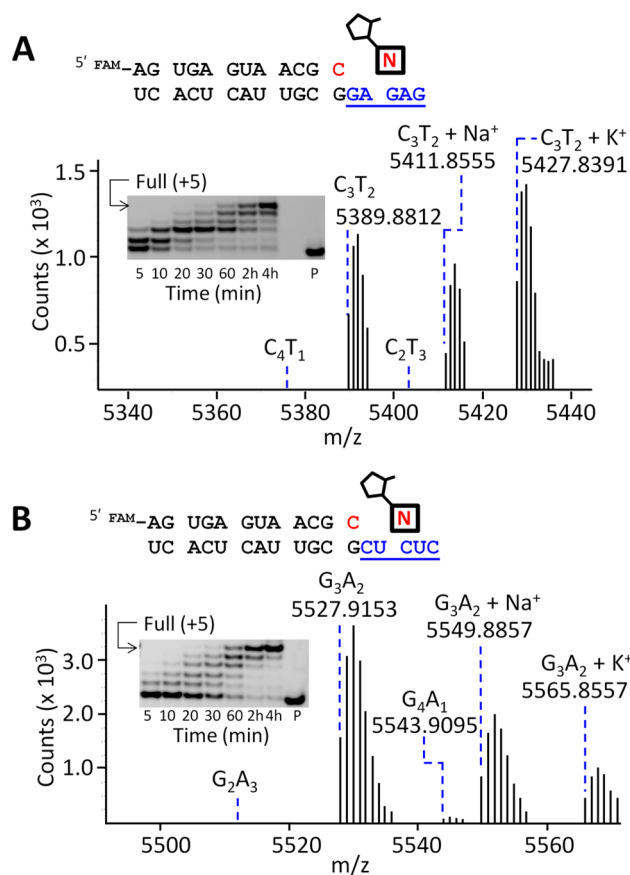 A
N
5′ FAM–AG UGA GUA ACG C
UC ACU CAU UGC GGA GAG
C3T2 + Na+
5411.8555
C3T2 + K+
5427.8391
Full (+5)
C3T2
5389.8812
1.5
1.0
0.5
Counts (x 10³)
5 10 20 30 60 2h 4h P
Time (min)
C4T1
C2T3
5340 5360 5380 5400 5420 5440
m/z
B
N
5′ FAM–AG UGA GUA ACG C
UC ACU CAU UGC GCU CUC
G3A2
5527.9153
G3A2 + Na+
5549.8857
G3A2 + K+
5565.8557
Full (+5)
G4A1
5543.9095
3.0
2.0
1.0
Counts (x 10³)
5 10 20 30 60 2h 4h P
Time (min)
G2A3
5500 5520 5540 5560
m/z